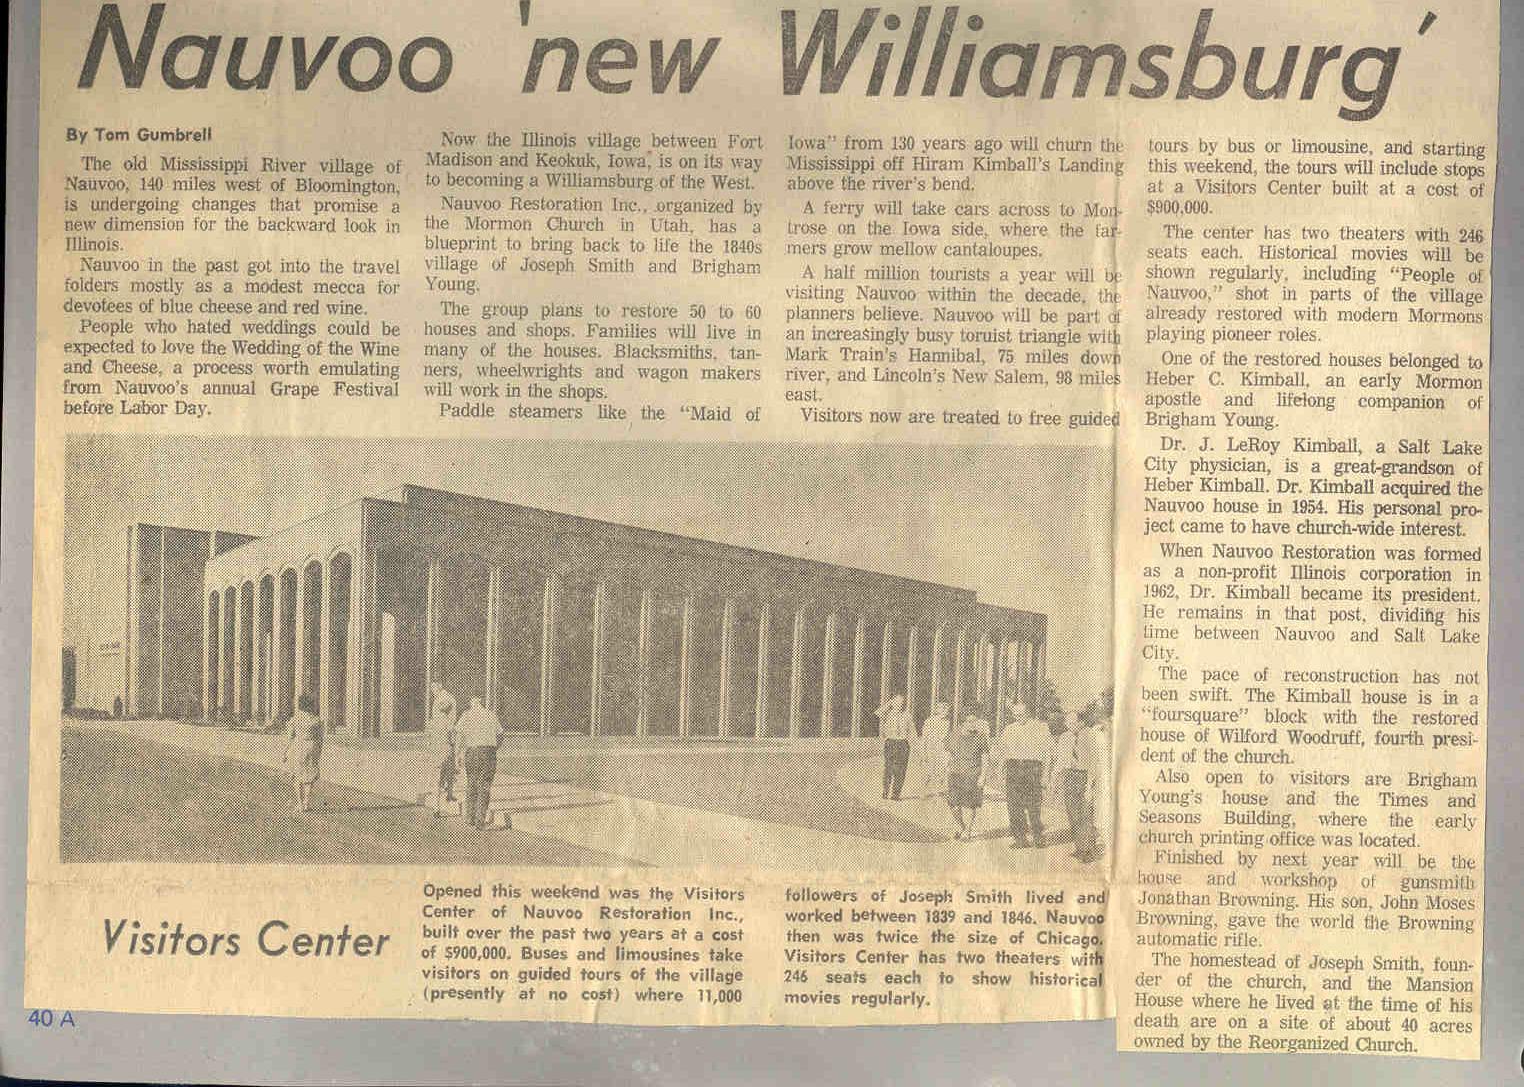 Nauvoo 'new Williamsburg'
By Tom Gumbrell
The old Mississippi River village of
Nauvoo, 140 miles west of Bloomington,
is undergoing changes that promise a
new dimension for the backward look in
Illinois.
Nauvoo in the past got into the travel
folders mostly as a modest mecca for
devotees of blue cheese and red wine.
People who hated weddings could be
expected to love the Wedding of the Wine
and Cheese, a process worth emulating
from Nauvoo's annual Grape Festival
before Labor Day.
Now the Illinois village between Fort
Madison and Keokuk, Iowa, is on its way
to becoming a Williamsburg of the West.
Nauvoo Restoration Inc., organized by
the Mormon Church in Utah, has a
blueprint to bring back to life the 1840s
village of Joseph Smith and Brigham
Young.
The group plans to restore 50 to 60
houses and shops. Families will live in
many of the houses. Blacksmiths, tan-
ners, wheelwrights and wagon makers
will work in the shops.
Paddle steamers like the "Maid of
Iowa" from 130 years ago will churn the
Mississippi off Hiram Kimball's Landing
above the river's bend.
A ferry will take cars across to Mon-
trose on the Iowa side, where the far-
mers grow mellow cantaloupes.
A half million tourists a year will be
visiting Nauvoo within the decade, the
planners believe. Nauvoo will be part of
an increasingly busy toruist triangle with
Mark Train's Hannibal, 75 miles down
river, and Lincoln's New Salem, 98 miles
east.
Visitors now are treated to free guided
tours by bus or limousine, and starting
this weekend, the tours will include stops
at a Visitors Center built at a cost of
$900,000.
The center has two theaters with 246
seats each. Historical movies will be
shown regularly, including "People of
Nauvoo," shot in parts of the village
already restored with modern Mormons
playing pioneer roles.
One of the restored houses belonged to
Heber C. Kimball, an early Mormon
apostle and lifelong companion of
Brigham Young.
Dr. J. LeRoy Kimball, a Salt Lake
City physician, is a great-grandson of
Heber Kimball. Dr. Kimball acquired the
Nauvoo house in 1954. His personal pro-
ject came to have church-wide interest.
When Nauvoo Restoration was formed
as a non-profit Illinois corporation in
1962, Dr. Kimball became its president.
He remains in that post, dividing his
time between Nauvoo and Salt Lake
City.
The pace of reconstruction has not
been swift. The Kimball house is in a
"foursquare" block with the restored
house of Wilford Woodruff, fourth presi-
dent of the church.
Also open to visitors are Brigham
Young's house and the Times and
Seasons Building, where the early
church printing office was located.
Finished by next year will be the
house and workshop of gunsmith
Jonathan Browning. His son, John Moses
Browning, gave the world the Browning
automatic rifle.
The homestead of Joseph Smith, foun-
der of the church, and the Mansion
House where he lived at the time of his
death are on a site of about 40 acres
owned by the Reorganized Church.
Visitors Center
Opened this weekend was the Visitors
Center of Nauvoo Restoration Inc.,
built over the past two years at a cost
of $900,000. Buses and limousines take
visitors on guided tours of the village
(presently at no cost) where 11,000
followers of Joseph Smith lived and
worked between 1839 and 1846. Nauvoo
then was twice the size of Chicago.
Visitors Center has two theaters with
246 seats each to show historical
movies regularly.
40 A